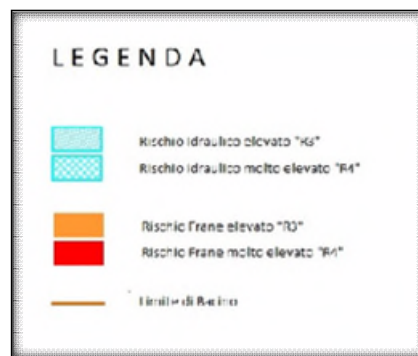 LEGENDA
Rischio Idraulico elevato "R3"
Rischio Idraulico molto elevato "R4"
Rischio Frane elevato "R3"
Rischio Frane molto elevato "R4"
Limite di Bacino